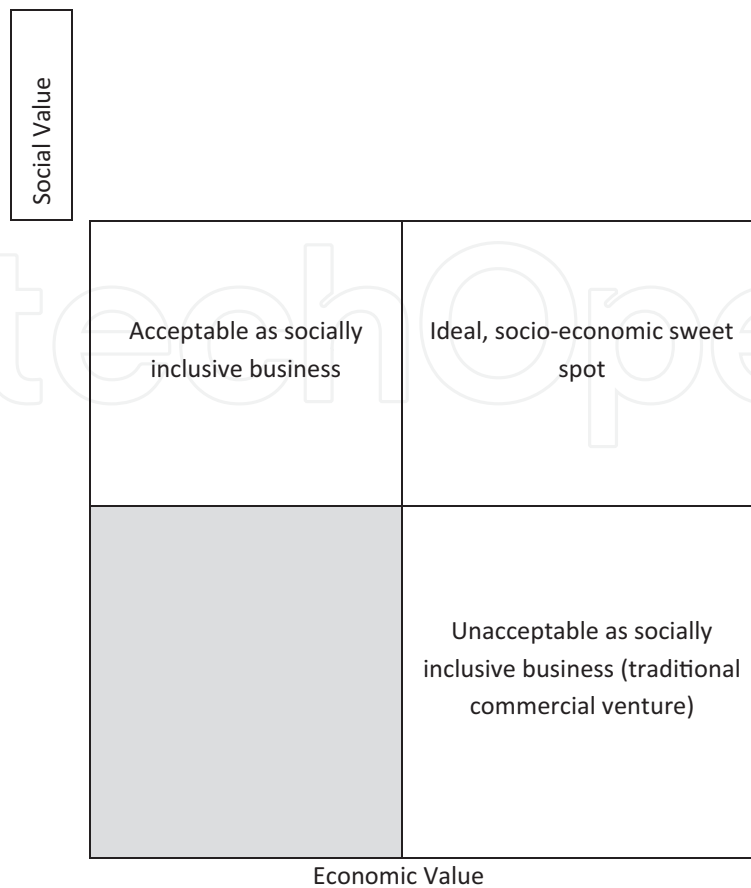 Social Value
Acceptable as socially
inclusive business
Ideal, socio-economic sweet
spot
Unacceptable as socially
inclusive business (traditional
commercial venture)
Economic Value